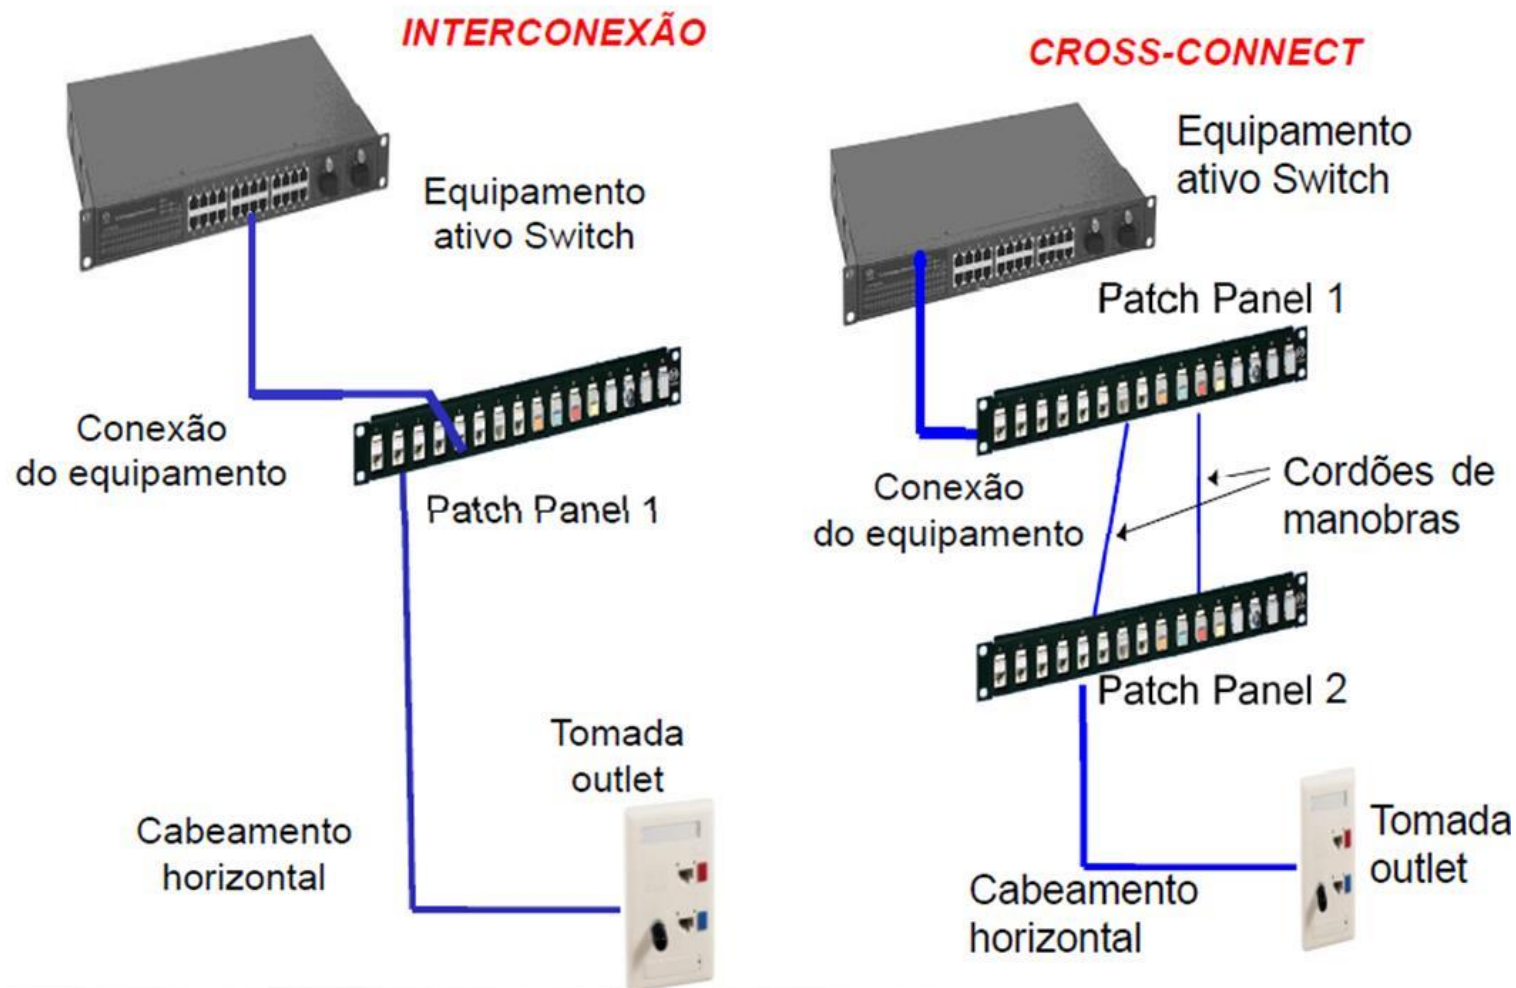 INTERCONEXÃO
Equipamento
ativo Switch
Conexão
do equipamento
Patch Panel 1
Tomada
outlet
Cabeamento
horizontal
CROSS-CONNECT
Equipamento
ativo Switch
Patch Panel 1
Conexão
do equipamento
Cordões de
manobras
Patch Panel 2
Tomada
outlet
Cabeamento
horizontal